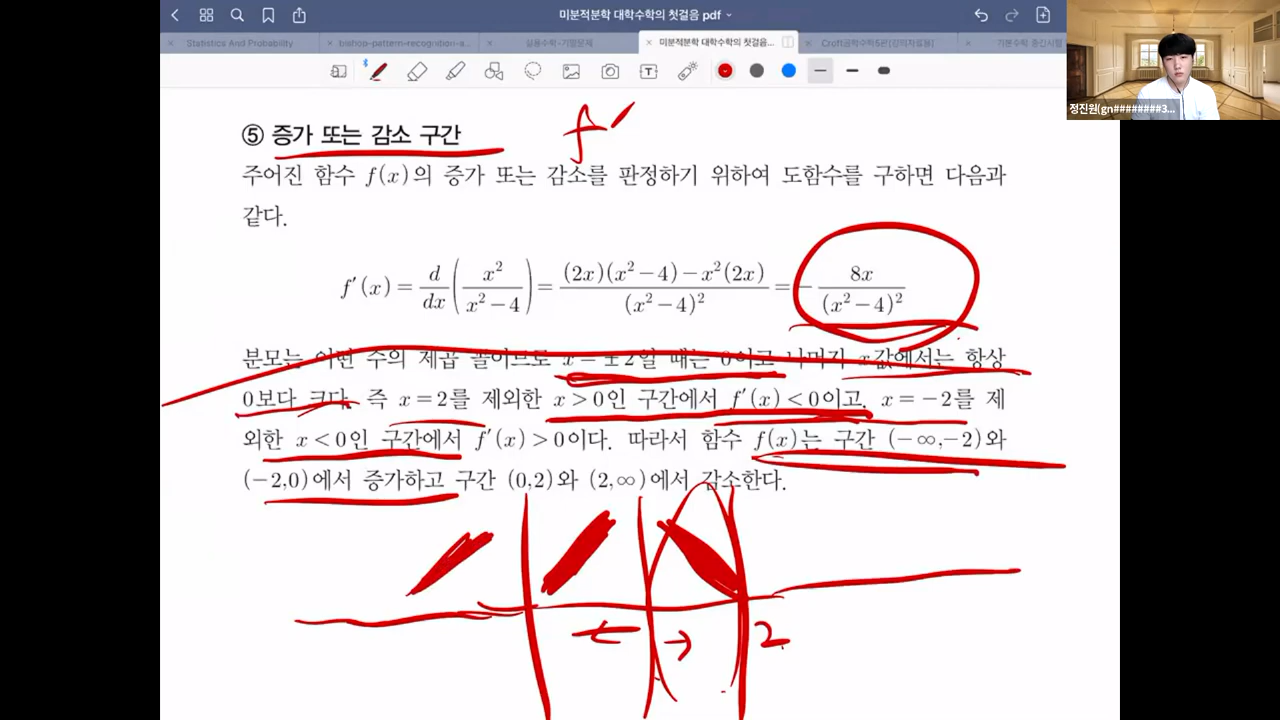 미분적분학 대학수학의 첫걸음 pdf
Statistics And Probability
bishop-pattern-recognition-a...
미분적분학 대학수학의 첫걸음...
정진원(gn########3...
f′
⑤ 증가 또는 감소 구간
주어진 함수 f(x)의 증가 또는 감소를 판정하기 위하여 도함수를 구하면 다음과
같다.
f′(x) = d/dx (x²/(x²−4)) = ((2x)(x²−4)−x²(2x))/(x²−4)² = −8x/(x²−4)²
분모는 어떤 수의 제곱 꼴이므로 x = ±2일 때는 0이고 나머지 x값에서는 항상
0보다 크다. 즉 x = 2를 제외한 x > 0인 구간에서 f′(x) < 0이고, x = −2를 제
외한 x < 0인 구간에서 f′(x) > 0이다. 따라서 함수 f(x)는 구간 (−∞,−2)와
(−2,0)에서 증가하고 구간 (0,2)와 (2,∞)에서 감소한다.
2